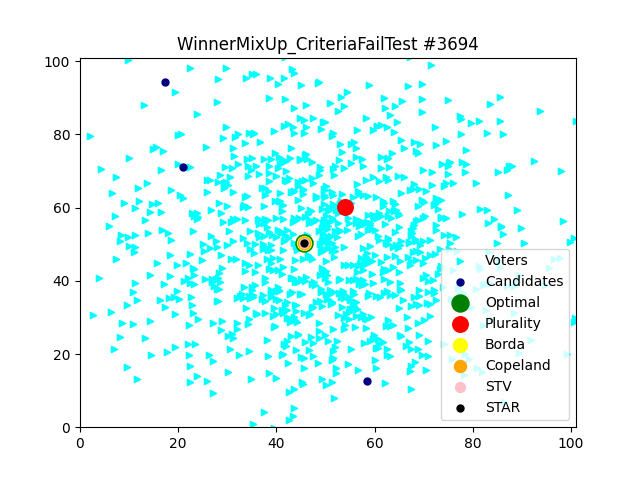 WinnerMixUp_CriteriaFailTest #3694
100
80
60
40
20
0
0 20 40 60 80 100
Voters
Candidates
Optimal
Plurality
Borda
Copeland
STV
STAR